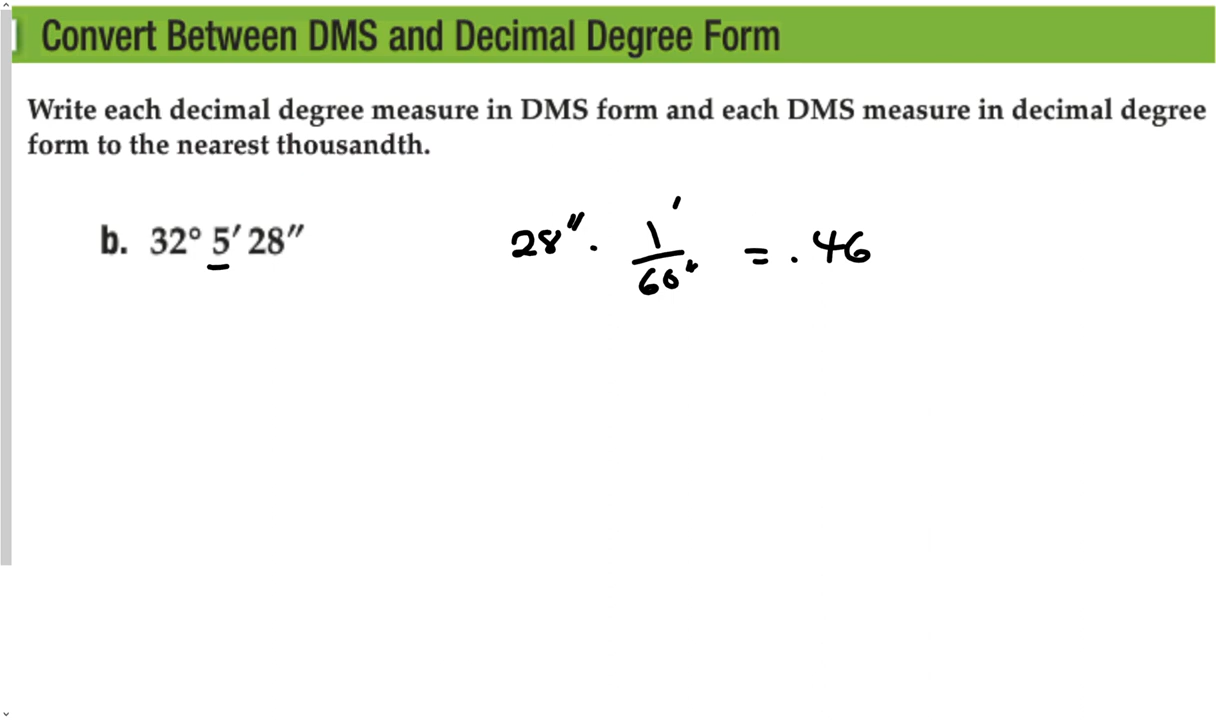 Convert Between DMS and Decimal Degree Form
Write each decimal degree measure in DMS form and each DMS measure in decimal degree
form to the nearest thousandth.
b. 32° 5′ 28″ 28″ · 1′/60″ = .46